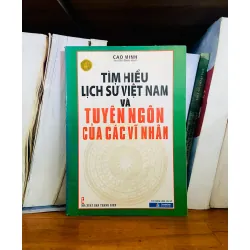 CAO MINH
TÌM HIỂU
LỊCH SỬ VIỆT NAM
VÀ
TUYÊN NGÔN
CỦA CÁC VĨ NHÂN